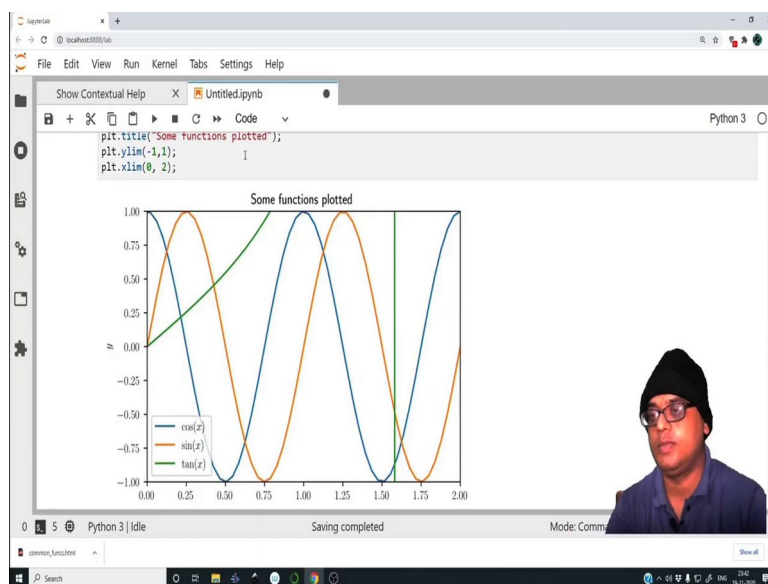 JupyterLab
localhost:8888/lab
File Edit View Run Kernel Tabs Settings Help
Show Contextual Help X Untitled.ipynb
Code Python 3
plt.title("Some functions plotted");
plt.ylim(-1,1);
plt.xlim(0, 2);
Some functions plotted
1.00
0.75
0.50
0.25
y 0.00
−0.25
−0.50
−0.75
−1.00
cos(x)
sin(x)
tan(x)
0.00 0.25 0.50 0.75 1.00 1.25 1.50 1.75 2.00
0 5 Python 3 | Idle Saving completed Mode: Comma
common_funcs.html Show all
Search ENG 23:42